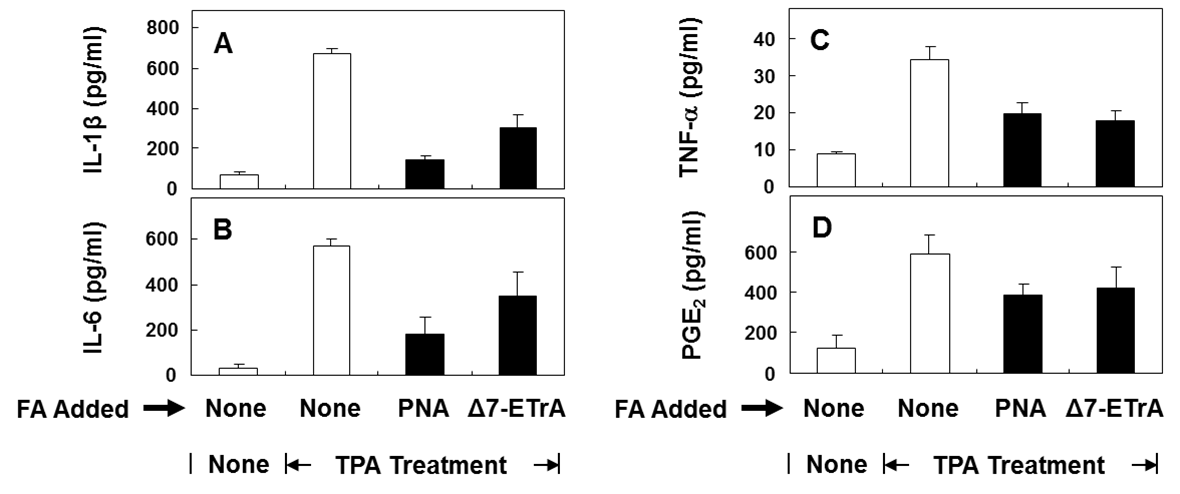 A
IL-1β (pg/ml)
800
600
400
200
0
B
IL-6 (pg/ml)
600
400
200
0
FA Added None None PNA Δ7-ETrA
None TPA Treatment
C
TNF-α (pg/ml)
40
30
20
10
0
D
PGE2 (pg/ml)
600
400
200
0
FA Added None None PNA Δ7-ETrA
None TPA Treatment